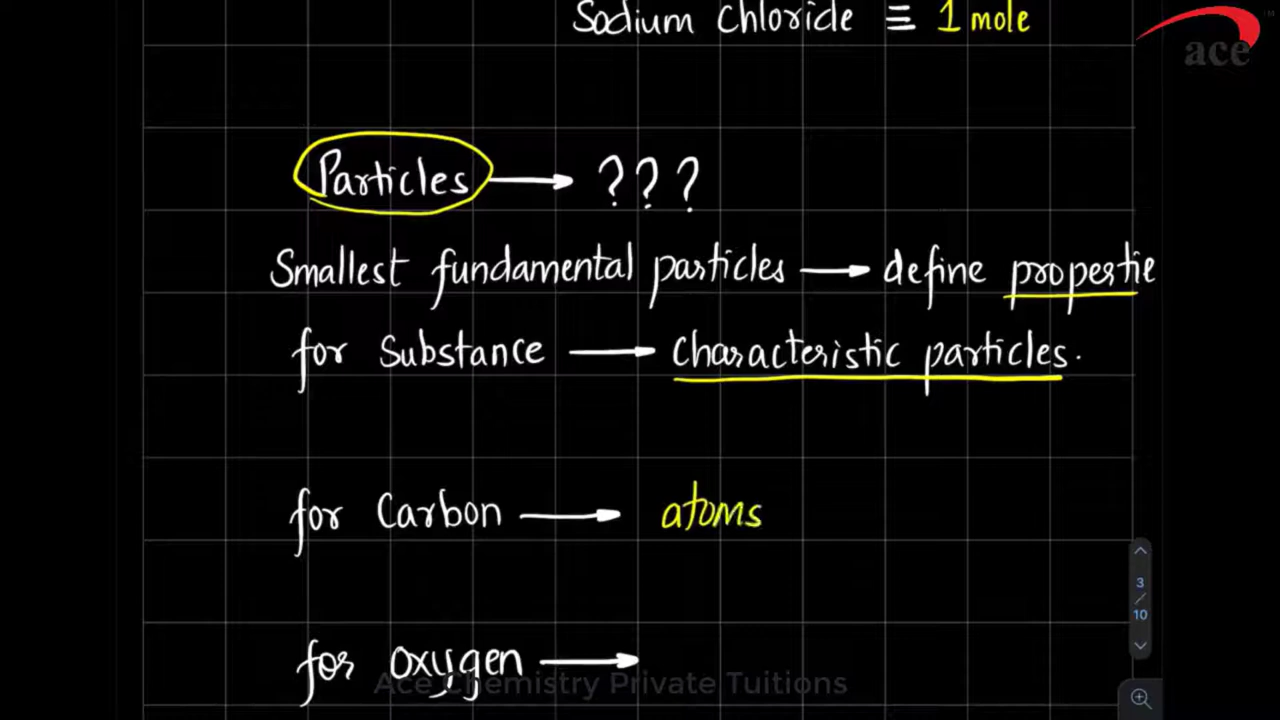 Sodium Chloride ≡ 1 mole
ace
TM
Particles → ???
Smallest fundamental particles → define propertie
for Substance → Characteristic particles.
for Carbon → atoms
3
/
10
for oxygen →
Ace Chemistry Private Tuitions